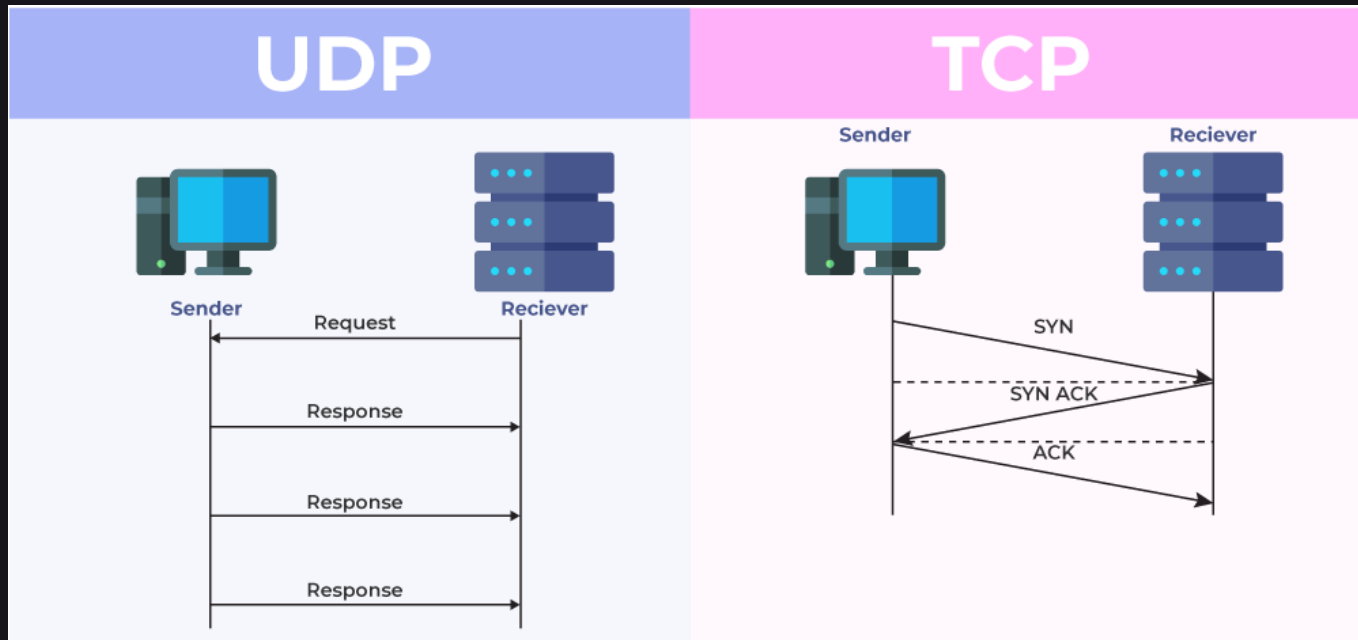 UDP
Sender
Reciever
Request
Response
Response
Response
TCP
Sender
Reciever
SYN
SYN ACK
ACK